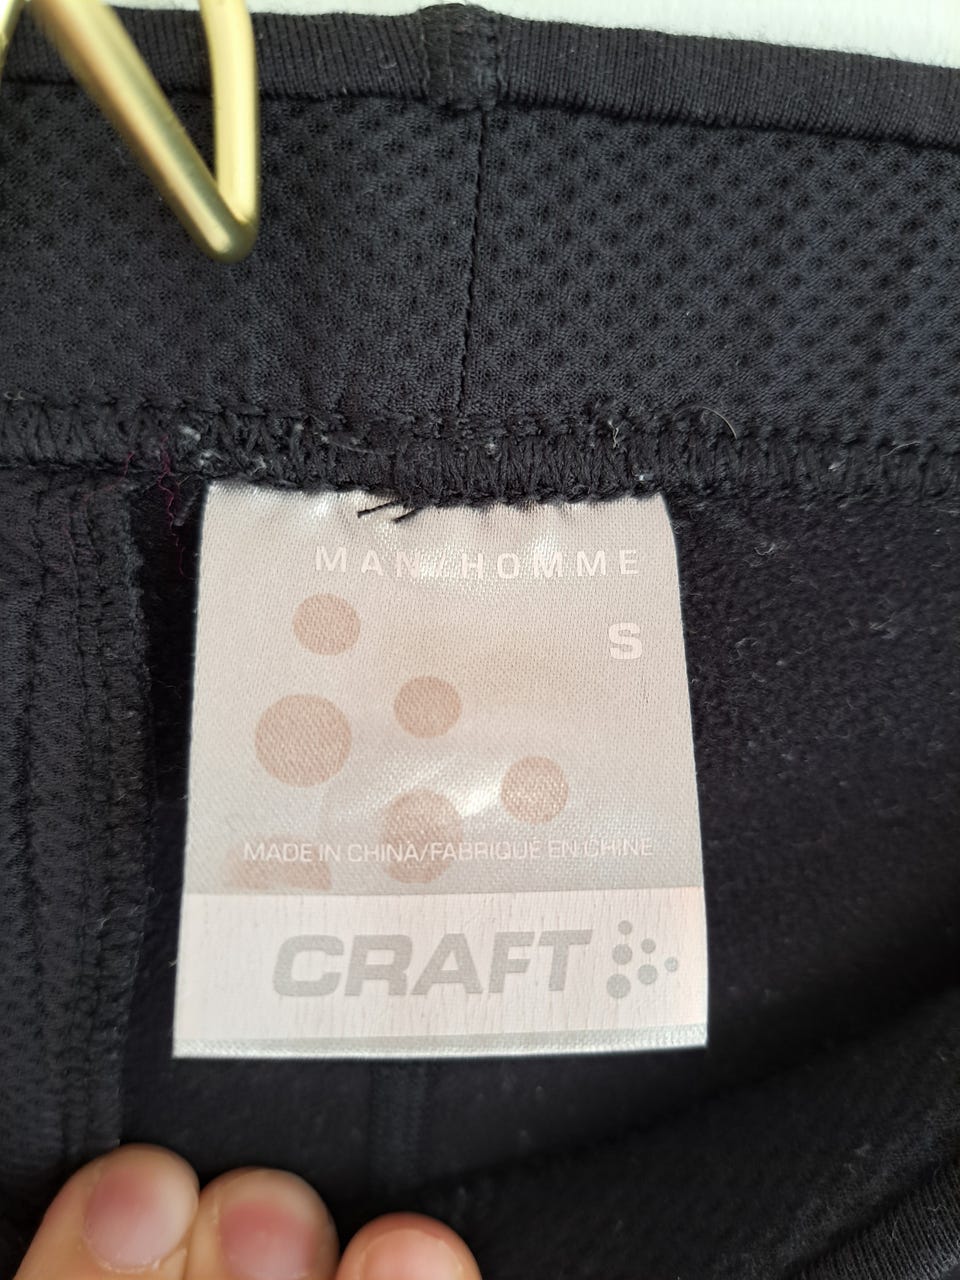 MAN/HOMME
S
MADE IN CHINA/FABRIQUÉ EN CHINE
CRAFT